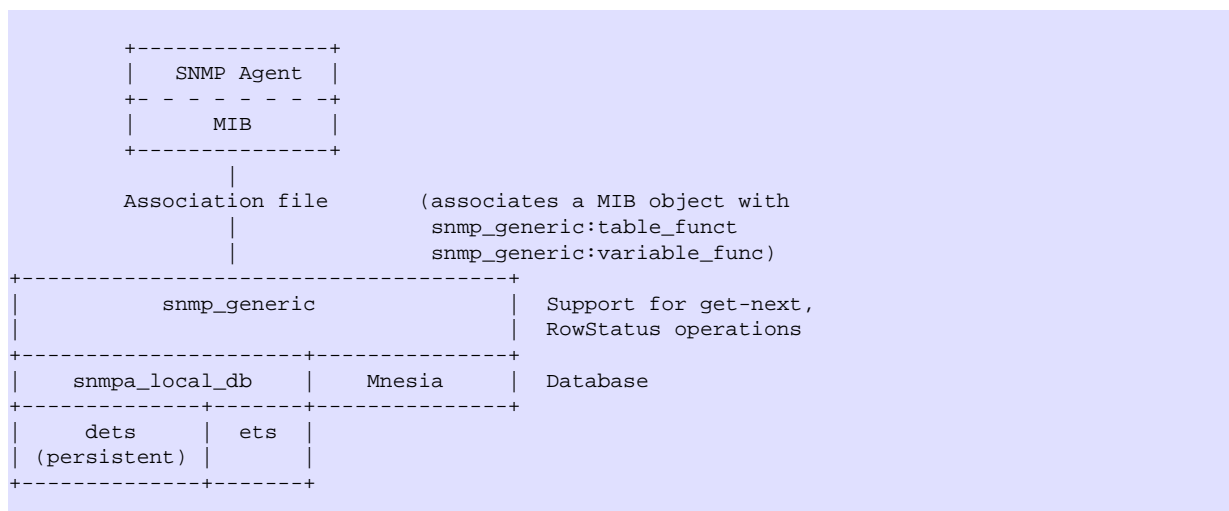 SNMP Agent
MIB
Association file (associates a MIB object with
snmp_generic:table_funct
snmp_generic:variable_func)
snmp_generic Support for get-next,
RowStatus operations
snmpa_local_db Mnesia Database
dets ets
(persistent)